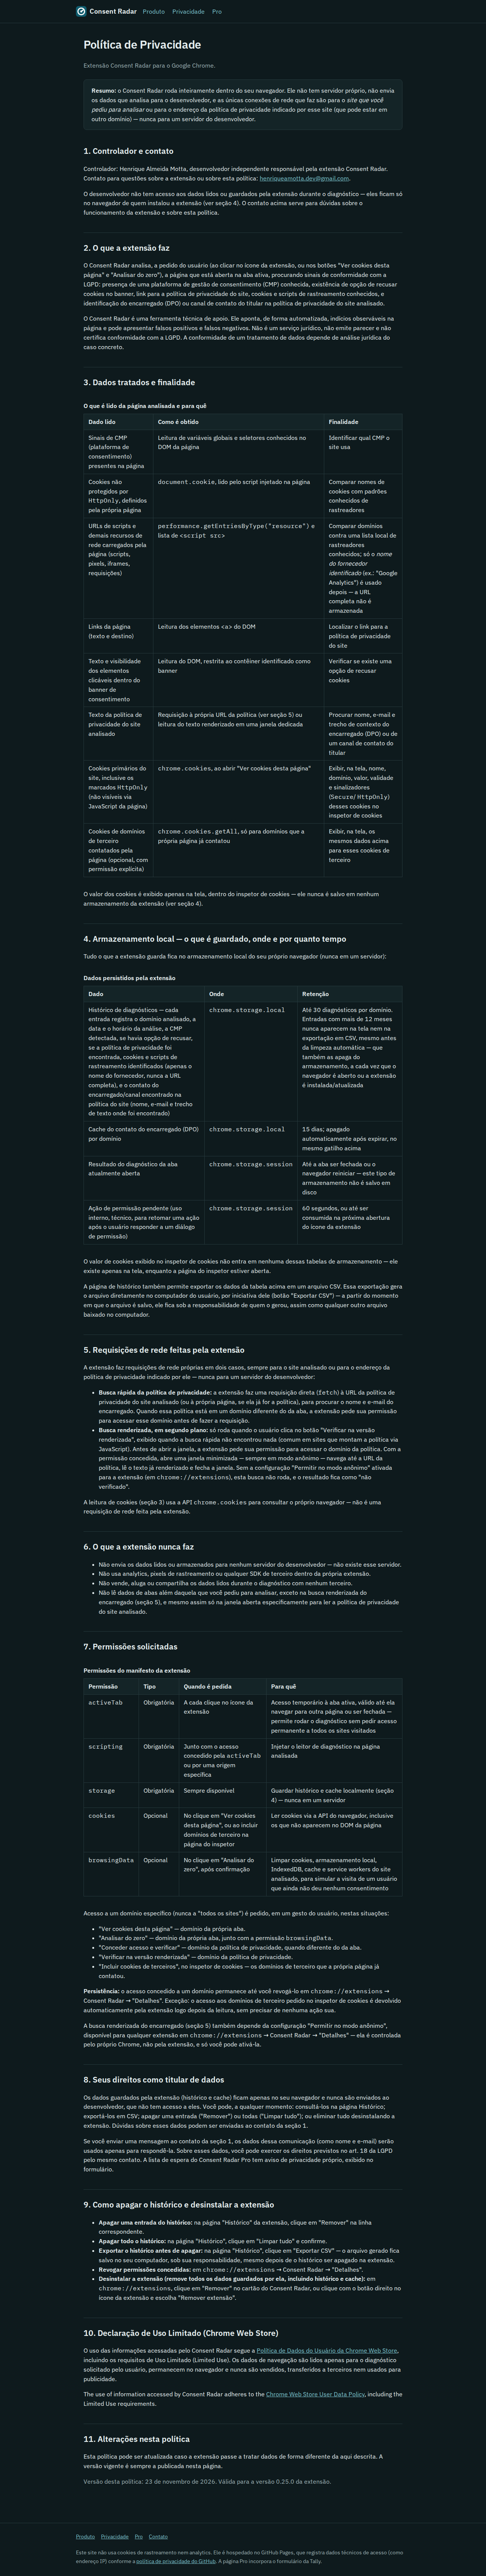 Consent Radar Produto Privacidade Pro
Política de Privacidade
Extensão Consent Radar para o Google Chrome.
Resumo: o Consent Radar roda inteiramente dentro do seu navegador. Ele não tem servidor próprio, não envia
os dados que analisa para o desenvolvedor, e as únicas conexões de rede que faz são para o site que você
pediu para analisar ou para o endereço da política de privacidade indicado por esse site (que pode estar em
outro domínio) — nunca para um servidor do desenvolvedor.
1. Controlador e contato
Controlador: Henrique Almeida Motta, desenvolvedor independente responsável pela extensão Consent Radar.
Contato para questões sobre a extensão ou sobre esta política: henriqueamotta.dev@gmail.com.
O desenvolvedor não tem acesso aos dados lidos ou guardados pela extensão durante o diagnóstico — eles ficam só
no navegador de quem instalou a extensão (ver seção 4). O contato acima serve para dúvidas sobre o
funcionamento da extensão e sobre esta política.
2. O que a extensão faz
O Consent Radar analisa, a pedido do usuário (ao clicar no ícone da extensão, ou nos botões "Ver cookies desta
página" e "Analisar do zero"), a página que está aberta na aba ativa, procurando sinais de conformidade com a
LGPD: presença de uma plataforma de gestão de consentimento (CMP) conhecida, existência de opção de recusar
cookies no banner, link para a política de privacidade do site, cookies e scripts de rastreamento conhecidos, e
identificação do encarregado (DPO) ou canal de contato do titular na política de privacidade do site analisado.
O Consent Radar é uma ferramenta técnica de apoio. Ele aponta, de forma automatizada, indícios observáveis na
página e pode apresentar falsos positivos e falsos negativos. Não é um serviço jurídico, não emite parecer e não
certifica conformidade com a LGPD. A conformidade de um tratamento de dados depende de análise jurídica do
caso concreto.
3. Dados tratados e finalidade
O que é lido da página analisada e para quê
Dado lido Como é obtido Finalidade
Sinais de CMP
(plataforma de
consentimento)
presentes na página
Leitura de variáveis globais e seletores conhecidos no
DOM da página
Identificar qual CMP o
site usa
Cookies não
protegidos por
HttpOnly, definidos
pela própria página
document.cookie, lido pelo script injetado na página
Comparar nomes de
cookies com padrões
conhecidos de
rastreadores
URLs de scripts e
demais recursos de
rede carregados pela
página (scripts,
pixels, iframes,
requisições)
performance.getEntriesByType("resource") e
lista de <script src>
Comparar domínios
contra uma lista local de
rastreadores
conhecidos; só o nome
do fornecedor
identificado (ex.: "Google
Analytics") é usado
depois — a URL
completa não é
armazenada
Links da página
(texto e destino)
Leitura dos elementos <a> do DOM
Localizar o link para a
política de privacidade
do site
Texto e visibilidade
dos elementos
clicáveis dentro do
banner de
consentimento
Leitura do DOM, restrita ao contêiner identificado como
banner
Verificar se existe uma
opção de recusar
cookies
Texto da política de
privacidade do site
analisado
Requisição à própria URL da política (ver seção 5) ou
leitura do texto renderizado em uma janela dedicada
Procurar nome, e-mail e
trecho de contexto do
encarregado (DPO) ou de
um canal de contato do
titular
Cookies primários do
site, inclusive os
marcados HttpOnly
(não visíveis via
JavaScript da página)
chrome.cookies, ao abrir "Ver cookies desta página"
Exibir, na tela, nome,
domínio, valor, validade
e sinalizadores
(Secure/ HttpOnly)
desses cookies no
inspetor de cookies
Cookies de domínios
de terceiro
contatados pela
página (opcional, com
permissão explícita)
chrome.cookies.getAll, só para domínios que a
própria página já contatou
Exibir, na tela, os
mesmos dados acima
para esses cookies de
terceiro
O valor dos cookies é exibido apenas na tela, dentro do inspetor de cookies — ele nunca é salvo em nenhum
armazenamento da extensão (ver seção 4).
4. Armazenamento local — o que é guardado, onde e por quanto tempo
Tudo o que a extensão guarda fica no armazenamento local do seu próprio navegador (nunca em um servidor):
Dados persistidos pela extensão
Dado Onde Retenção
Histórico de diagnósticos — cada
entrada registra o domínio analisado, a
data e o horário da análise, a CMP
detectada, se havia opção de recusar,
se a política de privacidade foi
encontrada, cookies e scripts de
rastreamento identificados (apenas o
nome do fornecedor, nunca a URL
completa), e o contato do
encarregado/canal encontrado na
política do site (nome, e-mail e trecho
de texto onde foi encontrado)
chrome.storage.local
Até 30 diagnósticos por domínio.
Entradas com mais de 12 meses
nunca aparecem na tela nem na
exportação em CSV, mesmo antes
da limpeza automática — que
também as apaga do
armazenamento, a cada vez que o
navegador é aberto ou a extensão
é instalada/atualizada
Cache do contato do encarregado (DPO)
por domínio
chrome.storage.local
15 dias; apagado
automaticamente após expirar, no
mesmo gatilho acima
Resultado do diagnóstico da aba
atualmente aberta
chrome.storage.session
Até a aba ser fechada ou o
navegador reiniciar — este tipo de
armazenamento não é salvo em
disco
Ação de permissão pendente (uso
interno, técnico, para retomar uma ação
após o usuário responder a um diálogo
de permissão)
chrome.storage.session
60 segundos, ou até ser
consumida na próxima abertura
do ícone da extensão
O valor de cookies exibido no inspetor de cookies não entra em nenhuma dessas tabelas de armazenamento — ele
existe apenas na tela, enquanto a página do inspetor estiver aberta.
A página de histórico também permite exportar os dados da tabela acima em um arquivo CSV. Essa exportação gera
o arquivo diretamente no computador do usuário, por iniciativa dele (botão "Exportar CSV") — a partir do momento
em que o arquivo é salvo, ele fica sob a responsabilidade de quem o gerou, assim como qualquer outro arquivo
baixado no computador.
5. Requisições de rede feitas pela extensão
A extensão faz requisições de rede próprias em dois casos, sempre para o site analisado ou para o endereço da
política de privacidade indicado por ele — nunca para um servidor do desenvolvedor:
• Busca rápida da política de privacidade: a extensão faz uma requisição direta (fetch) à URL da política de
privacidade do site analisado (ou à própria página, se ela já for a política), para procurar o nome e e-mail do
encarregado. Quando essa política está em um domínio diferente do da aba, a extensão pede sua permissão
para acessar esse domínio antes de fazer a requisição.
• Busca renderizada, em segundo plano: só roda quando o usuário clica no botão "Verificar na versão
renderizada", exibido quando a busca rápida não encontrou nada (comum em sites que montam a política via
JavaScript). Antes de abrir a janela, a extensão pede sua permissão para acessar o domínio da política. Com a
permissão concedida, abre uma janela minimizada — sempre em modo anônimo — navega até a URL da
política, lê o texto já renderizado e fecha a janela. Sem a configuração "Permitir no modo anônimo" ativada
para a extensão (em chrome://extensions), esta busca não roda, e o resultado fica como "não
verificado".
A leitura de cookies (seção 3) usa a API chrome.cookies para consultar o próprio navegador — não é uma
requisição de rede feita pela extensão.
6. O que a extensão nunca faz
• Não envia os dados lidos ou armazenados para nenhum servidor do desenvolvedor — não existe esse servidor.
• Não usa analytics, pixels de rastreamento ou qualquer SDK de terceiro dentro da própria extensão.
• Não vende, aluga ou compartilha os dados lidos durante o diagnóstico com nenhum terceiro.
• Não lê dados de abas além daquela que você pediu para analisar, exceto na busca renderizada do
encarregado (seção 5), e mesmo assim só na janela aberta especificamente para ler a política de privacidade
do site analisado.
7. Permissões solicitadas
Permissões do manifesto da extensão
Permissão Tipo Quando é pedida Para quê
activeTab Obrigatória
A cada clique no ícone da
extensão
Acesso temporário à aba ativa, válido até ela
navegar para outra página ou ser fechada —
permite rodar o diagnóstico sem pedir acesso
permanente a todos os sites visitados
scripting Obrigatória
Junto com o acesso
concedido pela activeTab
ou por uma origem
específica
Injetar o leitor de diagnóstico na página
analisada
storage Obrigatória Sempre disponível
Guardar histórico e cache localmente (seção
4) — nunca em um servidor
cookies Opcional
No clique em "Ver cookies
desta página", ou ao incluir
domínios de terceiro na
página do inspetor
Ler cookies via a API do navegador, inclusive
os que não aparecem no DOM da página
browsingData Opcional
No clique em "Analisar do
zero", após confirmação
Limpar cookies, armazenamento local,
IndexedDB, cache e service workers do site
analisado, para simular a visita de um usuário
que ainda não deu nenhum consentimento
Acesso a um domínio específico (nunca a "todos os sites") é pedido, em um gesto do usuário, nestas situações:
• "Ver cookies desta página" — domínio da própria aba.
• "Analisar do zero" — domínio da própria aba, junto com a permissão browsingData.
• "Conceder acesso e verificar" — domínio da política de privacidade, quando diferente do da aba.
• "Verificar na versão renderizada" — domínio da política de privacidade.
• "Incluir cookies de terceiros", no inspetor de cookies — os domínios de terceiro que a própria página já
contatou.
Persistência: o acesso concedido a um domínio permanece até você revogá-lo em chrome://extensions →
Consent Radar → "Detalhes". Exceção: o acesso aos domínios de terceiro pedido no inspetor de cookies é devolvido
automaticamente pela extensão logo depois da leitura, sem precisar de nenhuma ação sua.
A busca renderizada do encarregado (seção 5) também depende da configuração "Permitir no modo anônimo",
disponível para qualquer extensão em chrome://extensions → Consent Radar → "Detalhes" — ela é controlada
pelo próprio Chrome, não pela extensão, e só você pode ativá-la.
8. Seus direitos como titular de dados
Os dados guardados pela extensão (histórico e cache) ficam apenas no seu navegador e nunca são enviados ao
desenvolvedor, que não tem acesso a eles. Você pode, a qualquer momento: consultá-los na página Histórico;
exportá-los em CSV; apagar uma entrada ("Remover") ou todas ("Limpar tudo"); ou eliminar tudo desinstalando a
extensão. Dúvidas sobre esses dados podem ser enviadas ao contato da seção 1.
Se você enviar uma mensagem ao contato da seção 1, os dados dessa comunicação (como nome e e-mail) serão
usados apenas para respondê-la. Sobre esses dados, você pode exercer os direitos previstos no art. 18 da LGPD
pelo mesmo contato. A lista de espera do Consent Radar Pro tem aviso de privacidade próprio, exibido no
formulário.
9. Como apagar o histórico e desinstalar a extensão
• Apagar uma entrada do histórico: na página "Histórico" da extensão, clique em "Remover" na linha
correspondente.
• Apagar todo o histórico: na página "Histórico", clique em "Limpar tudo" e confirme.
• Exportar o histórico antes de apagar: na página "Histórico", clique em "Exportar CSV" — o arquivo gerado fica
salvo no seu computador, sob sua responsabilidade, mesmo depois de o histórico ser apagado na extensão.
• Revogar permissões concedidas: em chrome://extensions → Consent Radar → "Detalhes".
• Desinstalar a extensão (remove todos os dados guardados por ela, incluindo histórico e cache): em
chrome://extensions, clique em "Remover" no cartão do Consent Radar, ou clique com o botão direito no
ícone da extensão e escolha "Remover extensão".
10. Declaração de Uso Limitado (Chrome Web Store)
O uso das informações acessadas pelo Consent Radar segue a Política de Dados do Usuário da Chrome Web Store,
incluindo os requisitos de Uso Limitado (Limited Use). Os dados de navegação são lidos apenas para o diagnóstico
solicitado pelo usuário, permanecem no navegador e nunca são vendidos, transferidos a terceiros nem usados para
publicidade.
The use of information accessed by Consent Radar adheres to the Chrome Web Store User Data Policy, including the
Limited Use requirements.
11. Alterações nesta política
Esta política pode ser atualizada caso a extensão passe a tratar dados de forma diferente da aqui descrita. A
versão vigente é sempre a publicada nesta página.
Versão desta política: 23 de novembro de 2026. Válida para a versão 0.25.0 da extensão.
Produto Privacidade Pro Contato
Este site não usa cookies de rastreamento nem analytics. Ele é hospedado no GitHub Pages, que registra dados técnicos de acesso (como
endereço IP) conforme a política de privacidade do GitHub. A página Pro incorpora o formulário da Tally.